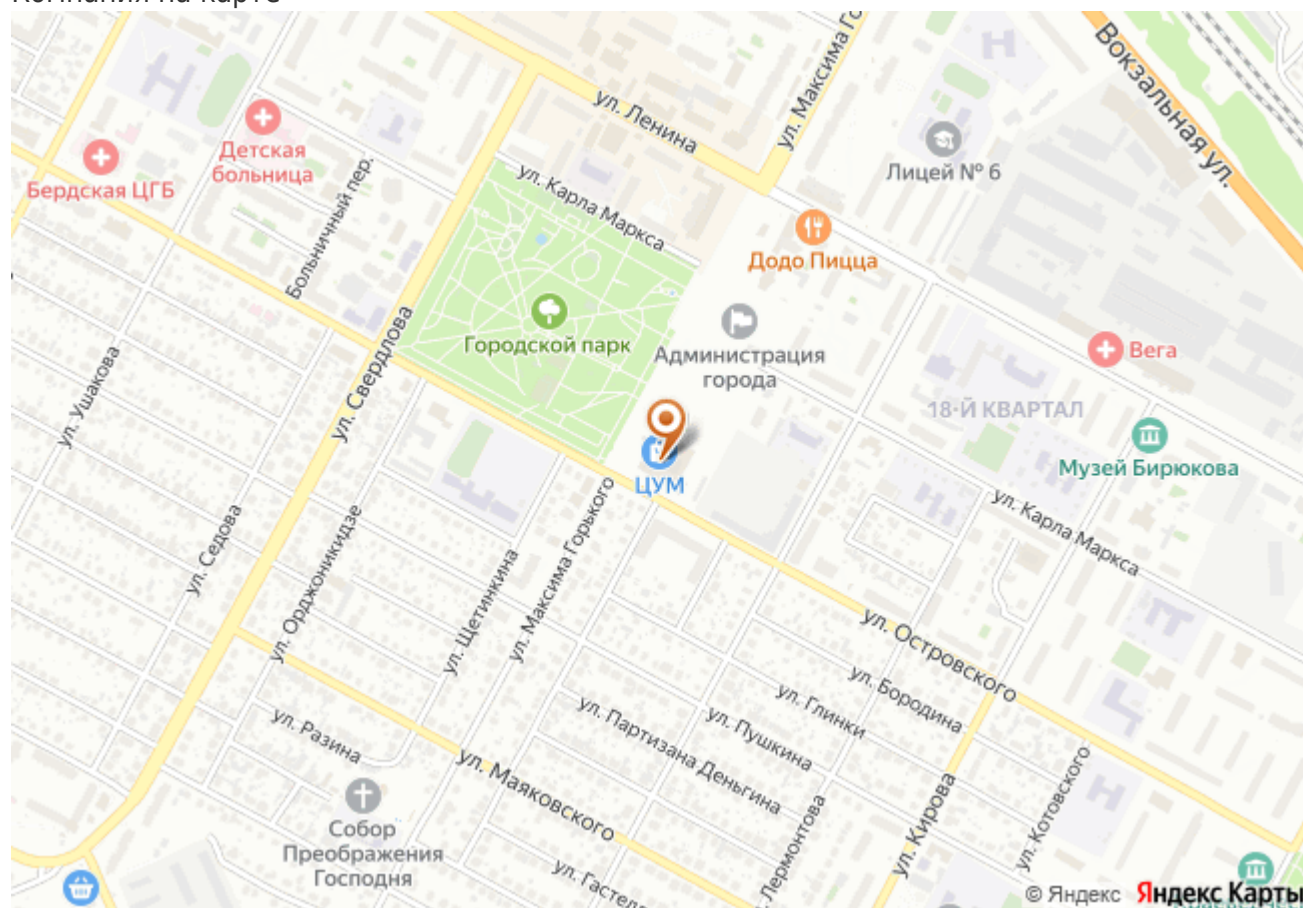 Компания на карте
ул. Ленина
ул. Максима Го
Вокзальная ул.
Детская
больница
Бердская ЦГБ
Больничный пер.
Лицей № 6
ул. Карла Маркса
Додо Пицца
Городской парк
Администрация
города
Вега
18-Й КВАРТАЛ
Музей Бирюкова
ул. Ушакова
ул. Свердлова
ЦУМ
ул. Карла Маркса
ул. Седова
ул. Орджоникидзе
ул. Щетинкина
ул. Максима Горького
ул. Островского
ул. Бородина
ул. Глинки
ул. Пушкина
ул. Партизана Деньгина
ул. Разина
ул. Маяковского
ул. Кирова
ул. Котовского
Лермонтова
Собор
Преображения
Господня
ул. Гастелл
© Яндекс Яндекс Карты